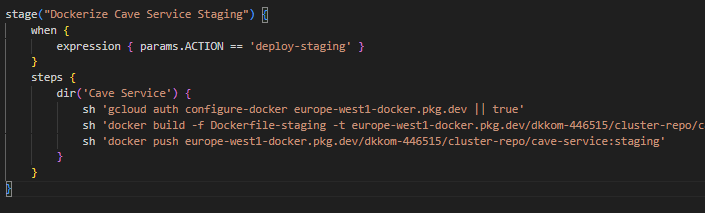 stage("Dockerize Cave Service Staging") {
    when {
        expression { params.ACTION == 'deploy-staging' }
    }
    steps {
        dir('Cave Service') {
            sh 'gcloud auth configure-docker europe-west1-docker.pkg.dev || true'
            sh 'docker build -f Dockerfile-staging -t europe-west1-docker.pkg.dev/dkkom-446515/cluster-repo/c
            sh 'docker push europe-west1-docker.pkg.dev/dkkom-446515/cluster-repo/cave-service:staging'
        }
    }
}